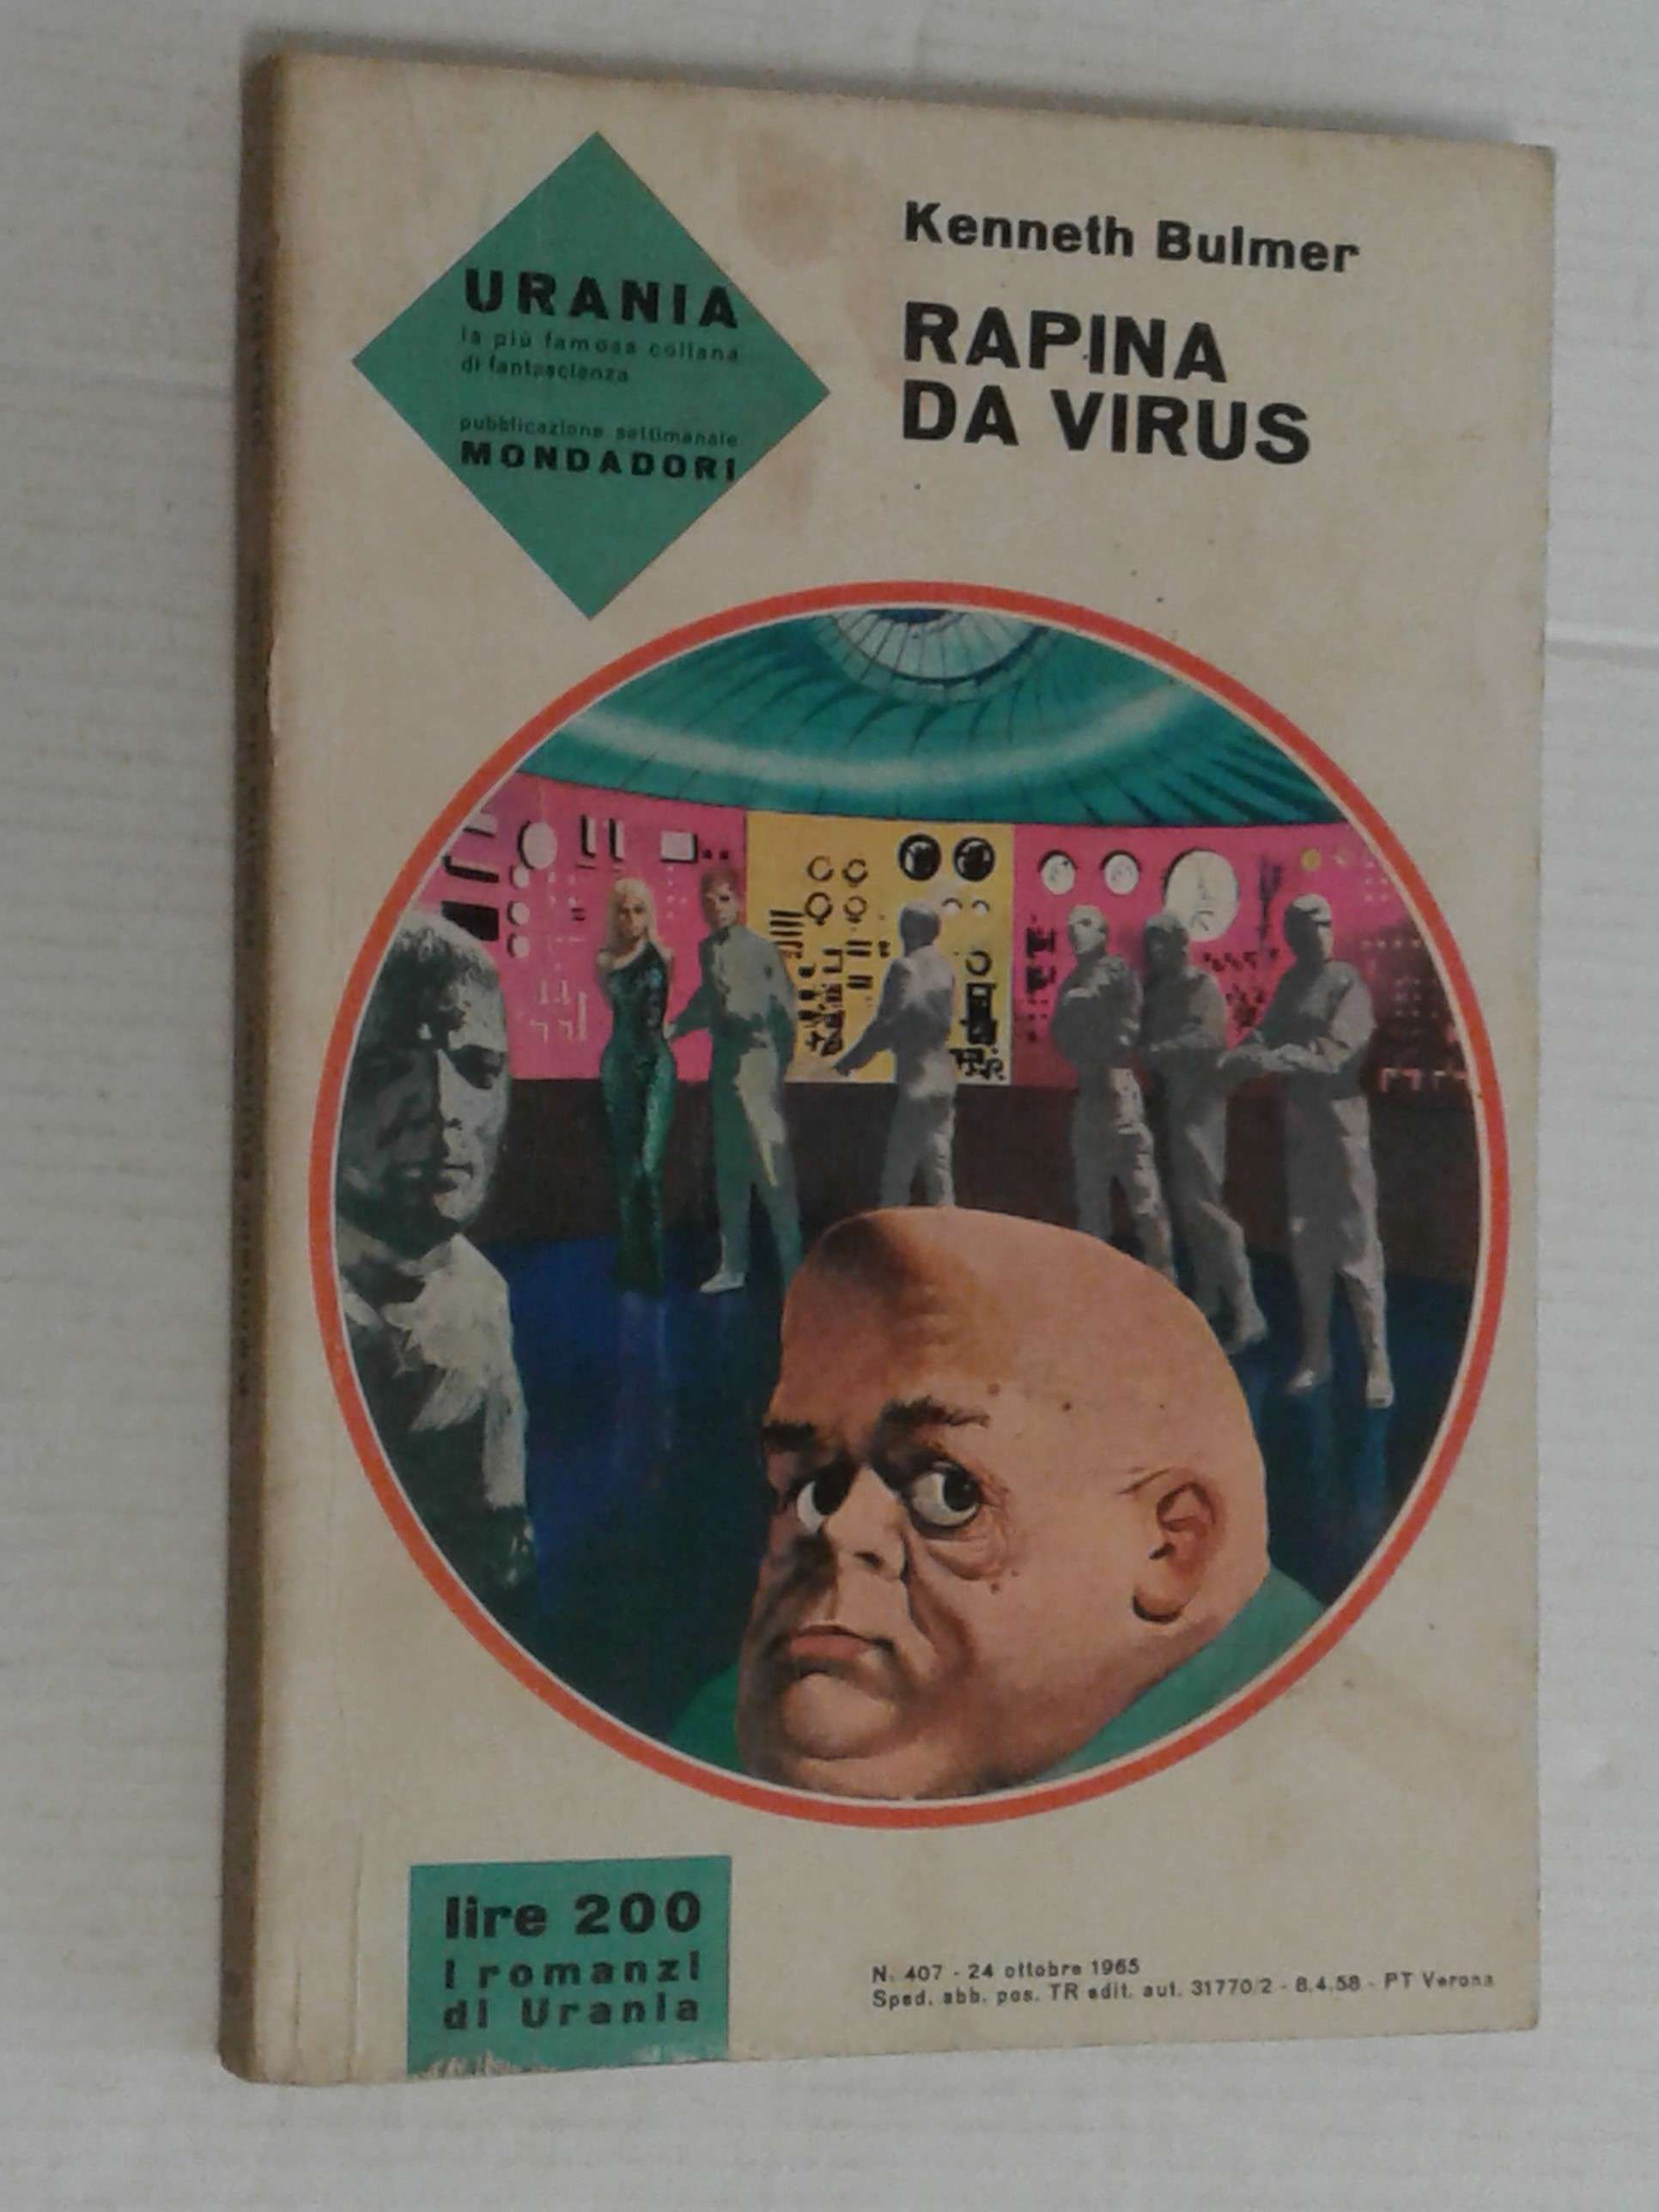 URANIA
la più famosa collana
di fantascienza
pubblicazione settimanale
MONDADORI
Kenneth Bulmer
RAPINA
DA VIRUS
lire 200
I romanzi
di Urania
N. 407 - 24 ottobre 1965
Sped. abb. pos. TR edit. aut. 31770/2 - 8.4.58 - PT Verona